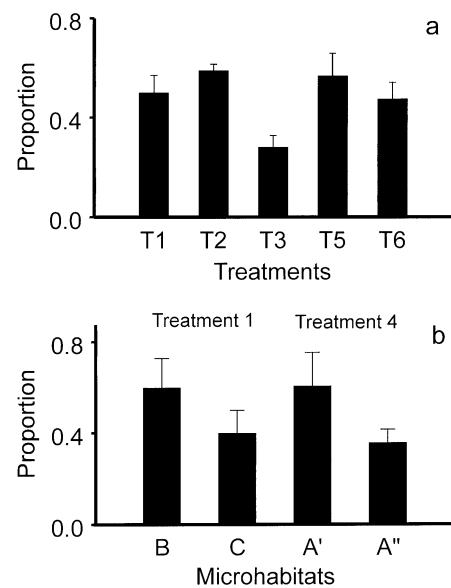 a
0.8
0.4
0.0
Proportion
T1 T2 T3 T5 T6
Treatments
b
Treatment 1 Treatment 4
0.8
0.4
0.0
Proportion
B C A' A"
Microhabitats